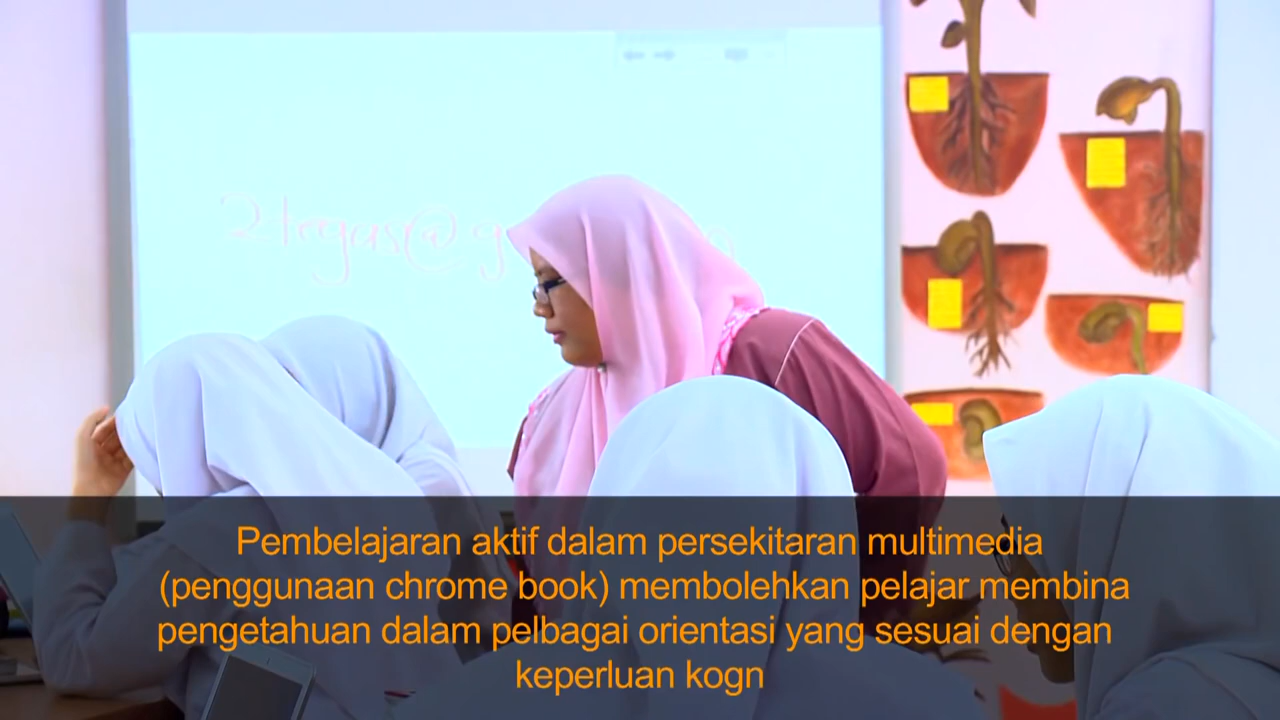 2tegas@g
Pembelajaran aktif dalam persekitaran multimedia
(penggunaan chrome book) membolehkan pelajar membina
pengetahuan dalam pelbagai orientasi yang sesuai dengan
keperluan kogn